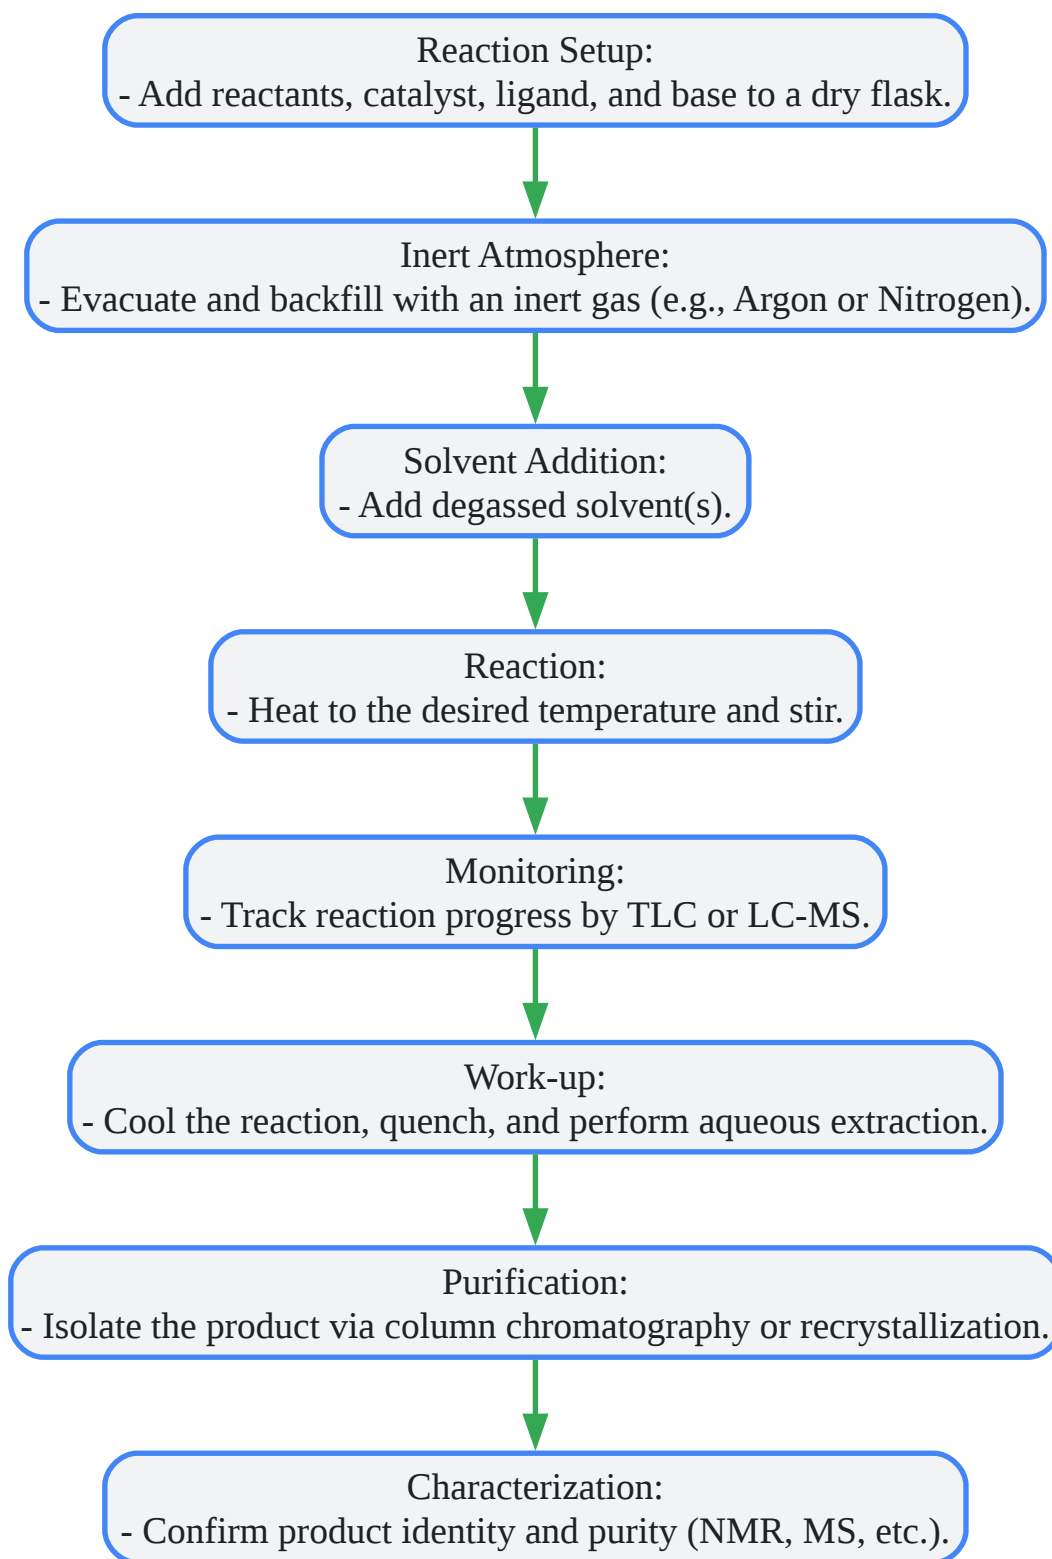 Reaction Setup:
- Add reactants, catalyst, ligand, and base to a dry flask.
Inert Atmosphere:
- Evacuate and backfill with an inert gas (e.g., Argon or Nitrogen).
Solvent Addition:
- Add degassed solvent(s).
Reaction:
- Heat to the desired temperature and stir.
Monitoring:
- Track reaction progress by TLC or LC-MS.
Work-up:
- Cool the reaction, quench, and perform aqueous extraction.
Purification:
- Isolate the product via column chromatography or recrystallization.
Characterization:
- Confirm product identity and purity (NMR, MS, etc.).